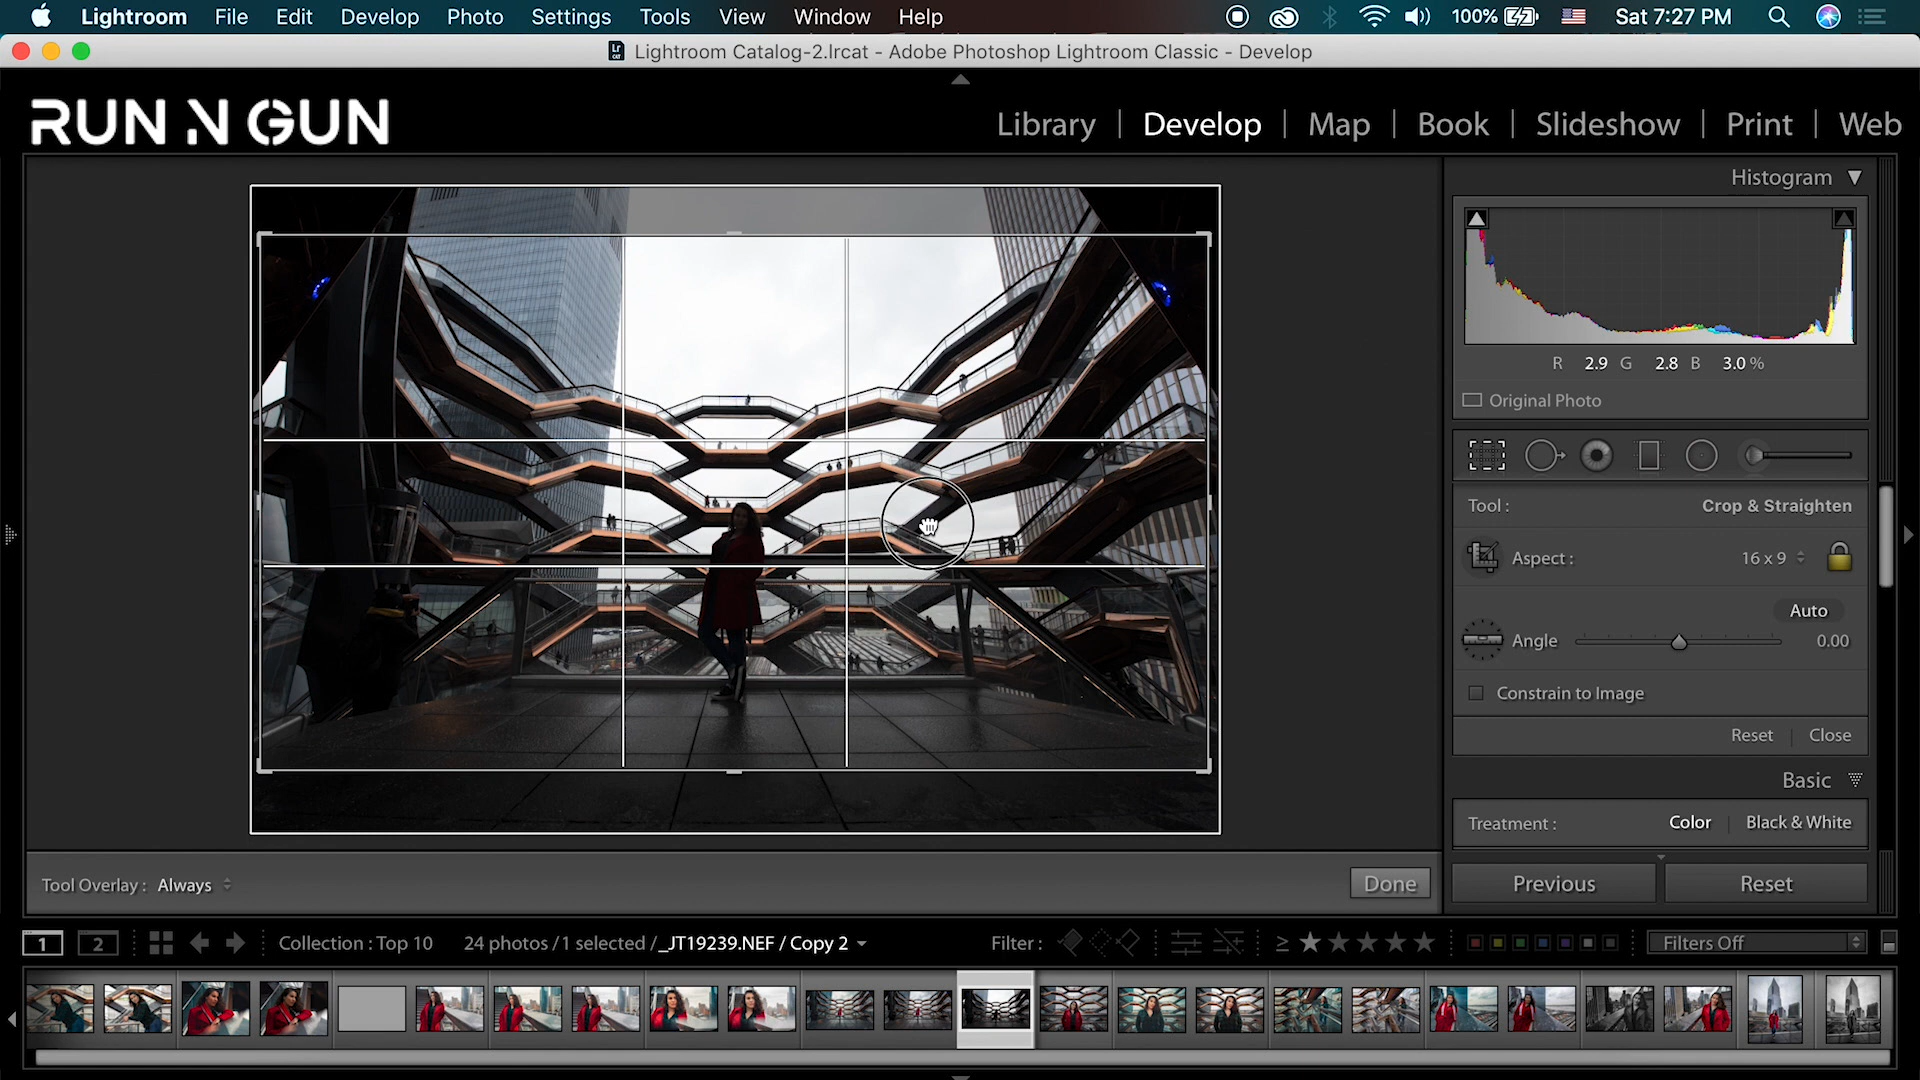 Lightroom File Edit Develop Photo Settings Tools View Window Help 100% Sat 7:27 PM
Lightroom Catalog-2.lrcat - Adobe Photoshop Lightroom Classic - Develop
RUN N GUN
Library | Develop | Map | Book | Slideshow | Print | Web
Histogram
R 2.9 G 2.8 B 3.0 %
Original Photo
Tool : Crop & Straighten
Aspect : 16 x 9
Auto
Angle 0.00
Constrain to Image
Reset | Close
Basic
Treatment : Color | Black & White
Tool Overlay : Always Done Previous Reset
1 2 Collection : Top 10 24 photos / 1 selected / _JT19239.NEF / Copy 2 Filter : ≥ Filters Off